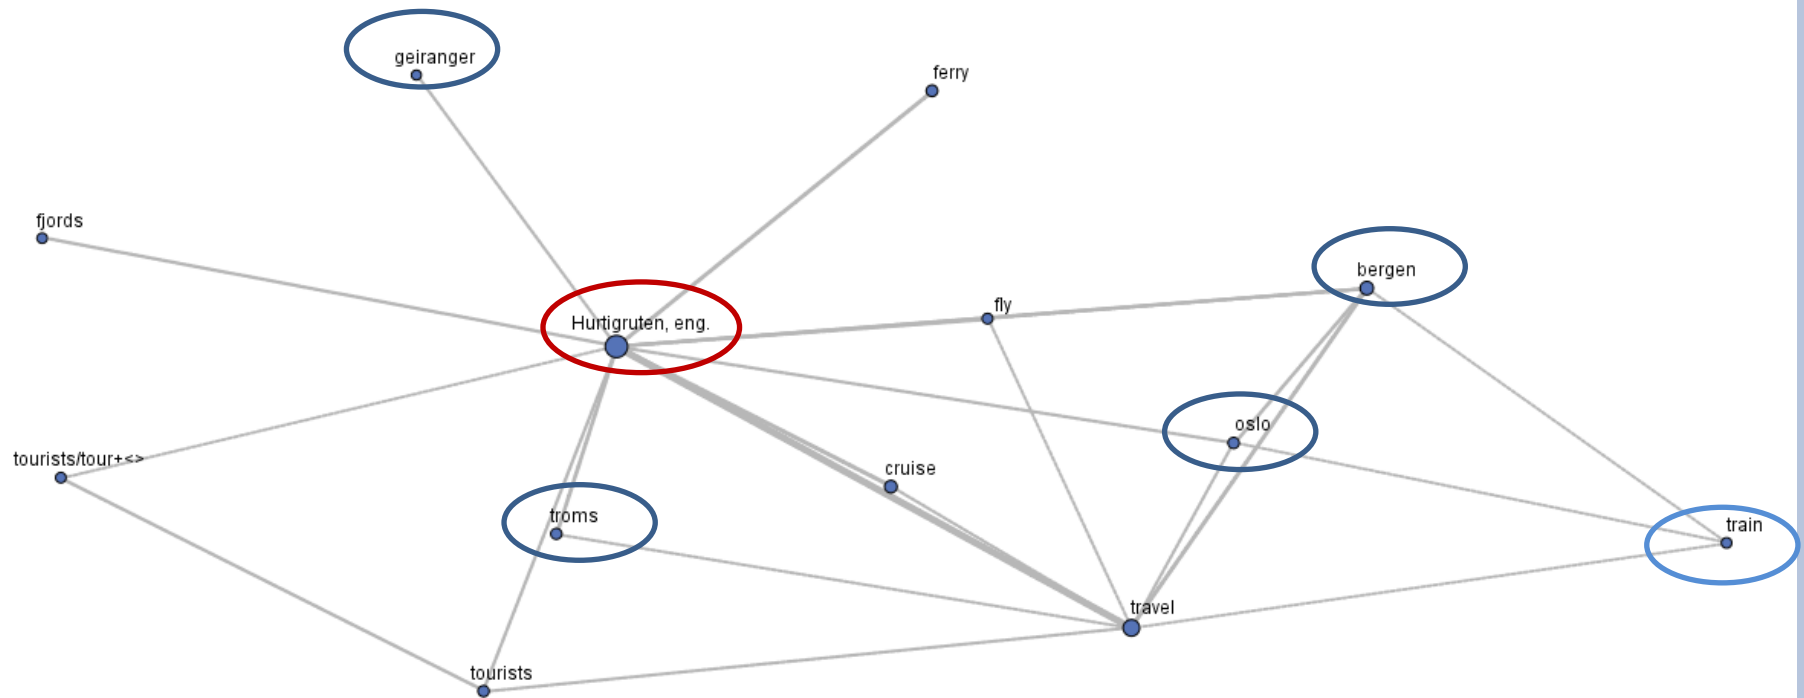 geiranger
ferry
fjords
bergen
fly
Hurtigruten, eng.
oslo
tourists/tour+<>
cruise
troms
train
travel
tourists